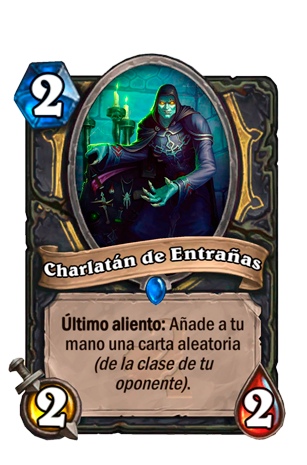 2
Charlatán de Entrañas
Último aliento: Añade a tu
mano una carta aleatoria
(de la clase de tu
oponente).
2
2